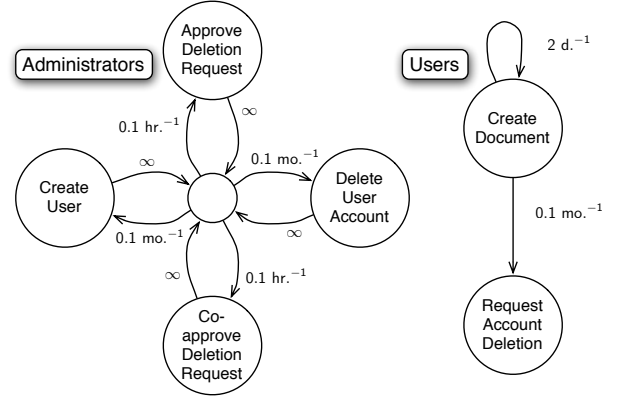 Administrators
Approve
Deletion
Request
0.1 hr.⁻¹
∞
Create
User
∞
0.1 mo.⁻¹
0.1 mo.⁻¹
∞
Delete
User
Account
∞
0.1 hr.⁻¹
Co-
approve
Deletion
Request
Users
2 d.⁻¹
Create
Document
0.1 mo.⁻¹
Request
Account
Deletion